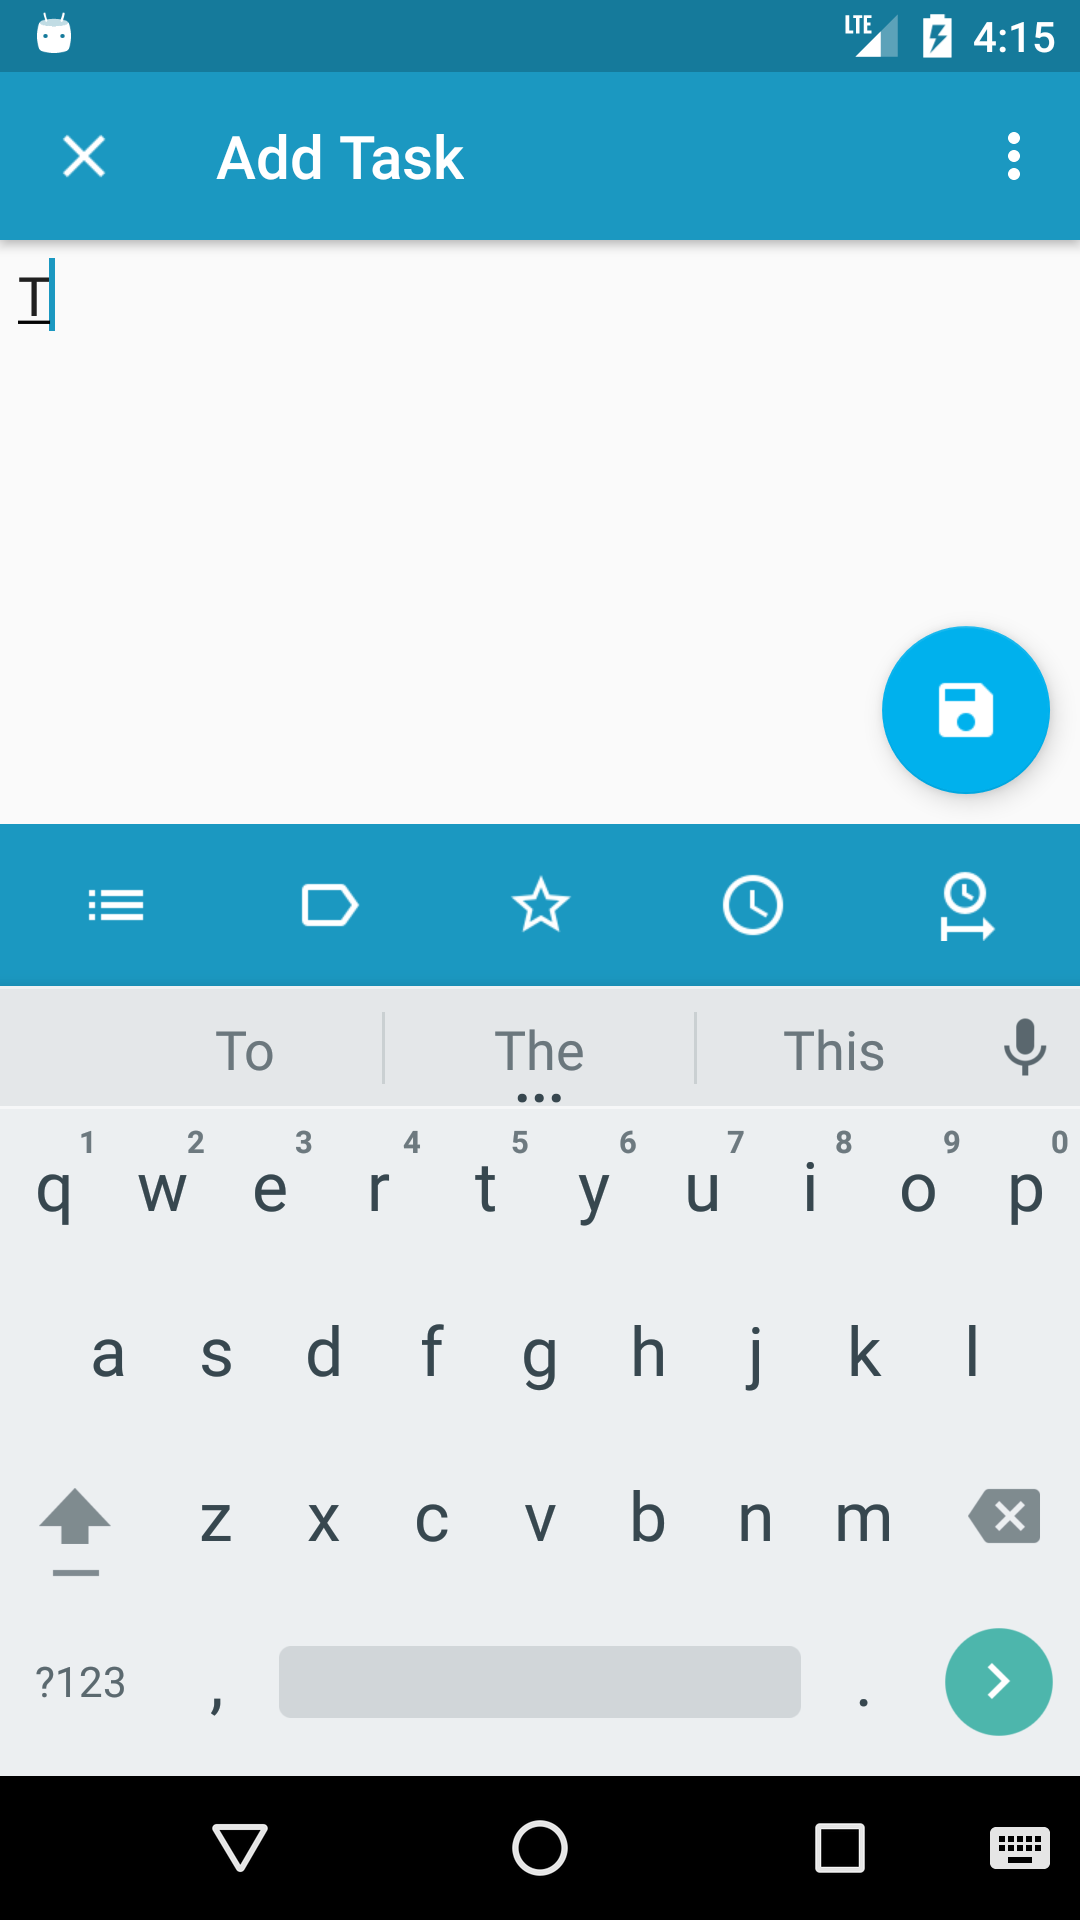 LTE 4:15
Add Task
T
To The This
1 2 3 4 5 6 7 8 9 0
q w e r t y u i o p
a s d f g h j k l
z x c v b n m
?123 , .